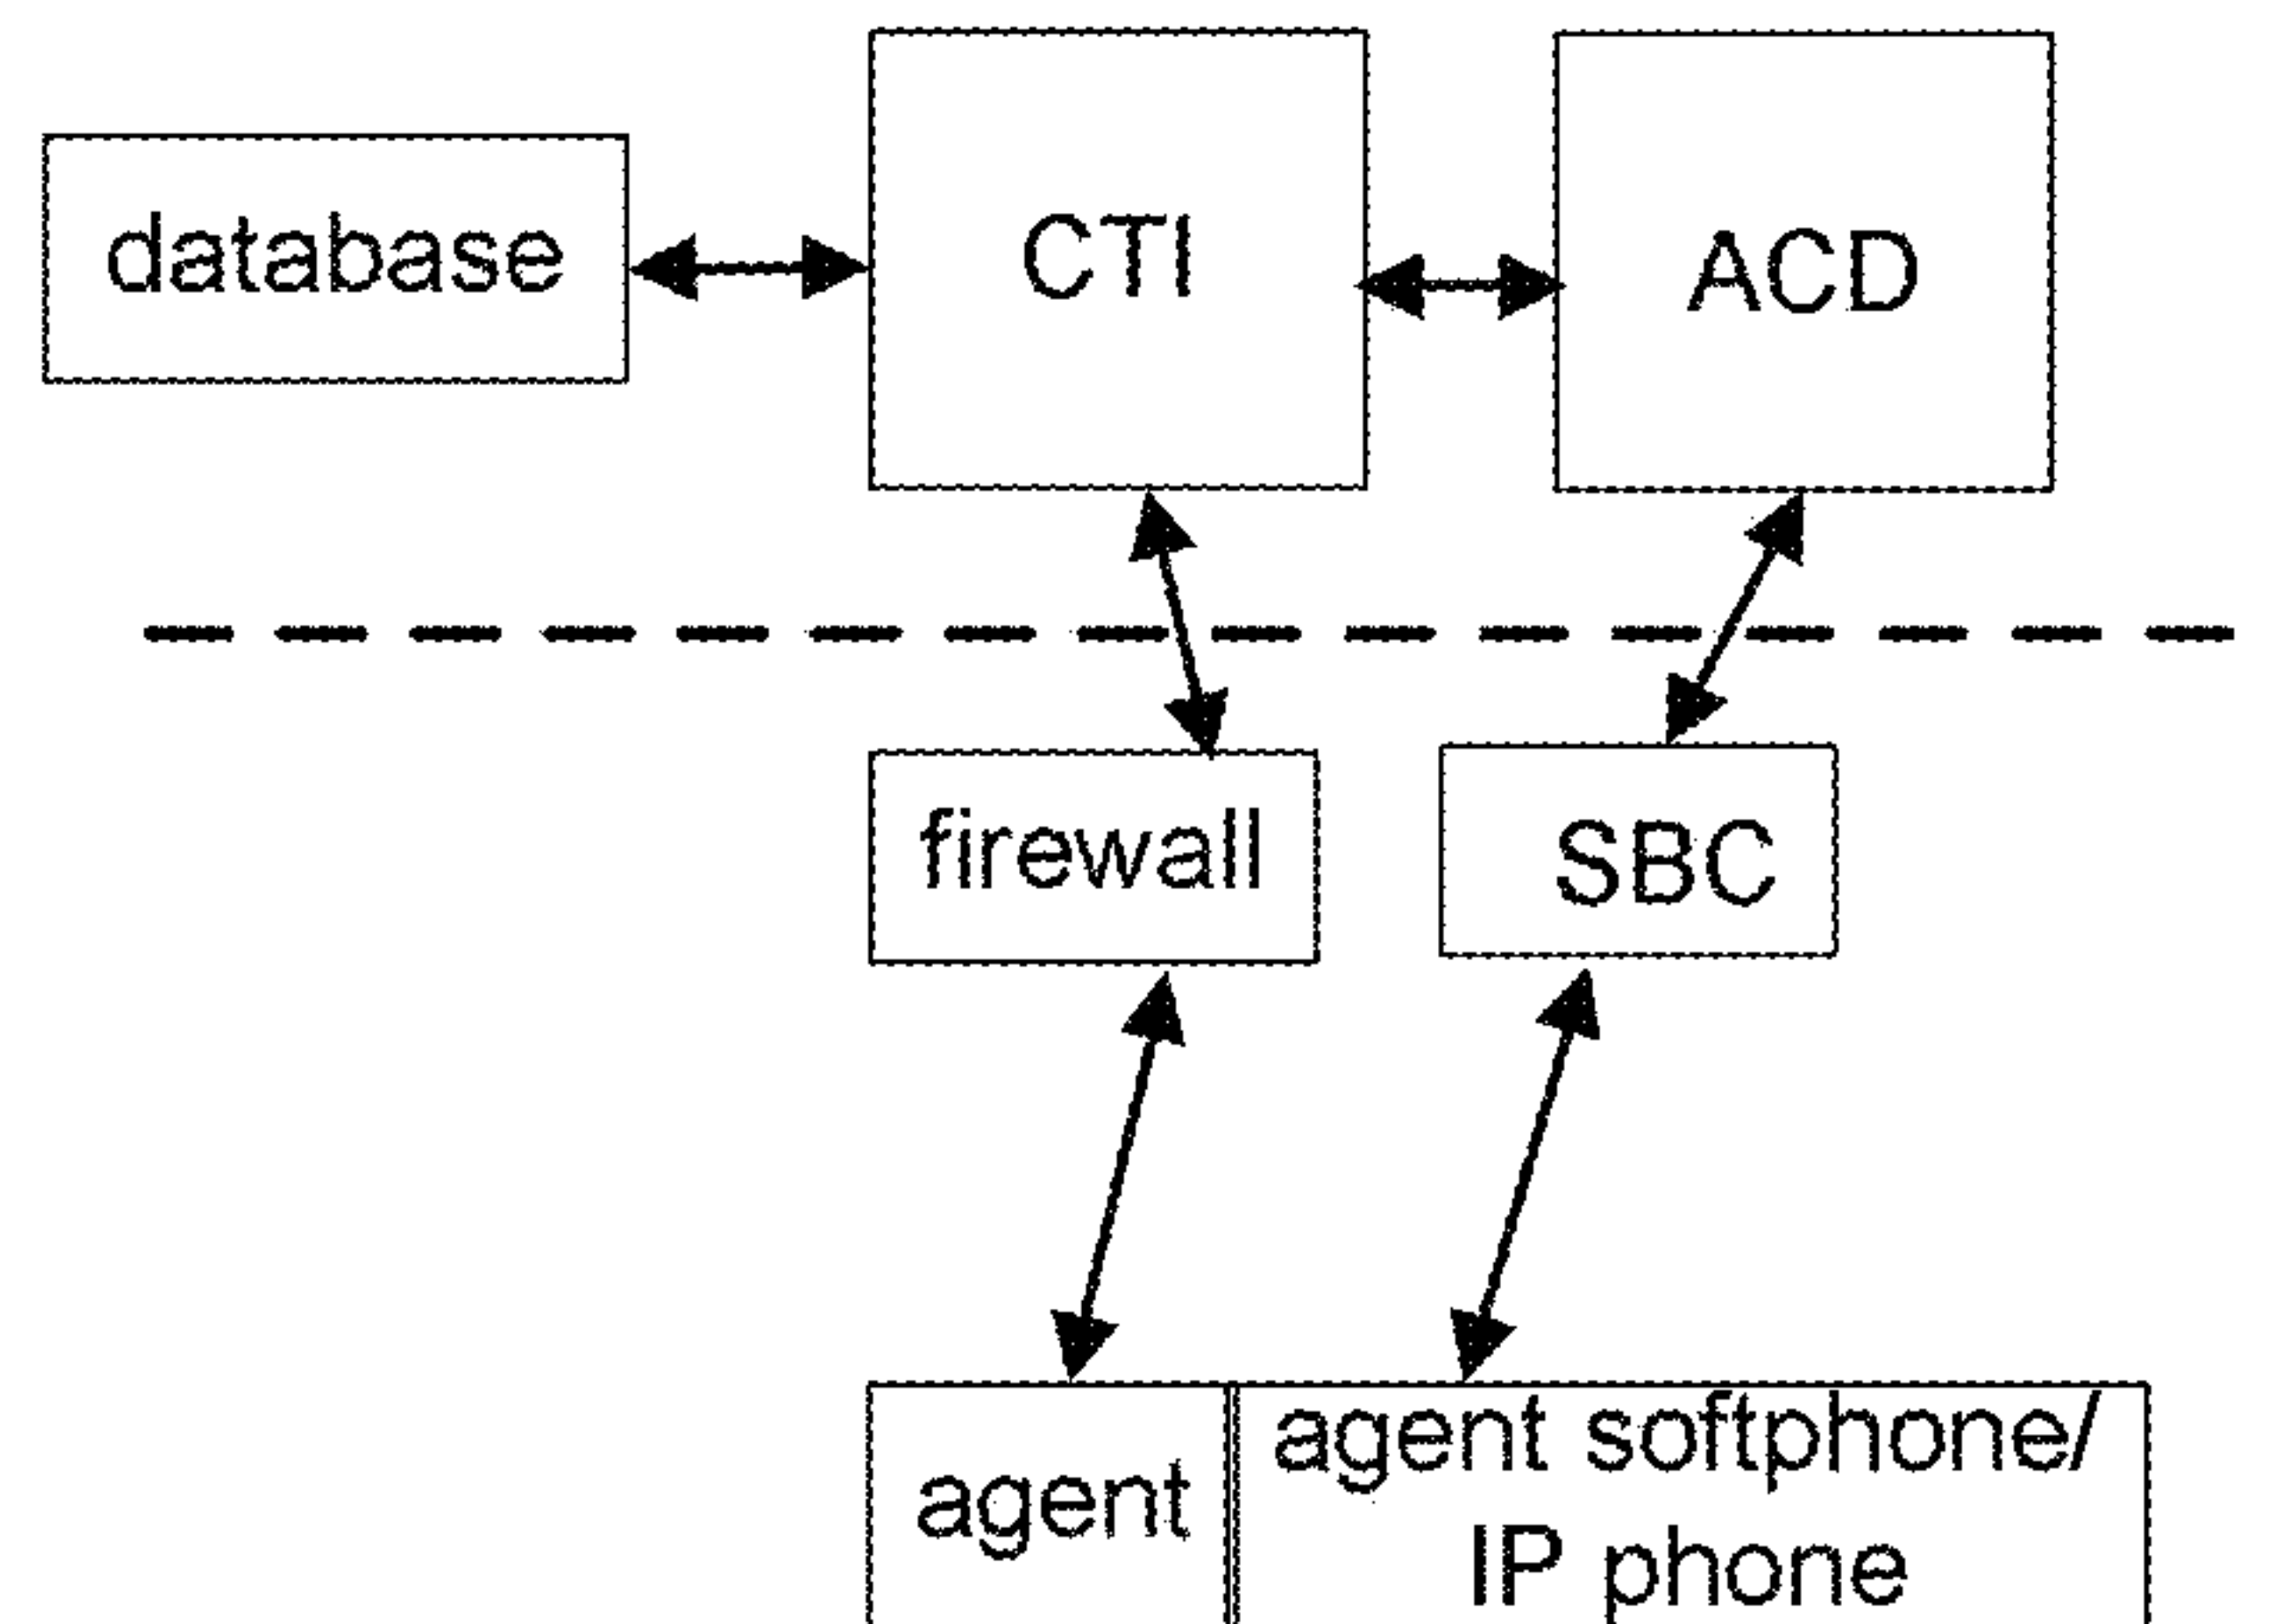 database
CTI
ACD
firewall
SBC
agent
agent softphone/
IP phone